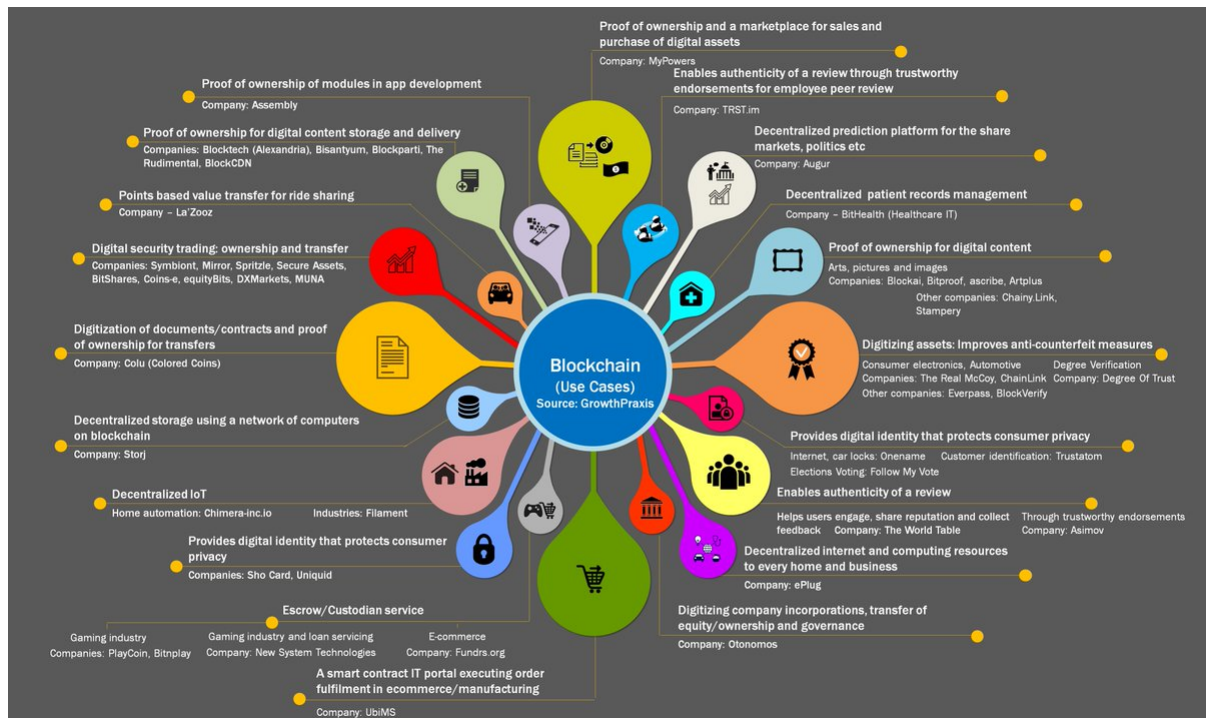 Proof of ownership and a marketplace for sales and
purchase of digital assets
Company: MyPowers
Enables authenticity of a review through trustworthy
endorsements for employee peer review
Company: TRST.im
Decentralized prediction platform for the share
markets, politics etc
Company: Augur
Decentralized patient records management
Company – BitHealth (Healthcare IT)
Proof of ownership for digital content
Arts, pictures and images
Companies: Blockai, Bitproof, ascribe, Artplus
Other companies: Chainy.Link,
Stampery
Digitizing assets: Improves anti-counterfeit measures
Consumer electronics, Automotive
Companies: The Real McCoy, ChainLink
Other companies: Everpass, BlockVerify
Degree Verification
Company: Degree Of Trust
Provides digital identity that protects consumer privacy
Internet, car locks: Onename
Customer identification: Trustatom
Elections Voting: Follow My Vote
Enables authenticity of a review
Helps users engage, share reputation and collect
feedback Company: The World Table
Through trustworthy endorsements
Company: Asimov
Decentralized internet and computing resources
to every home and business
Company: ePlug
Digitizing company incorporations, transfer of
equity/ownership and governance
Company: Otonomos
Proof of ownership of modules in app development
Company: Assembly
Proof of ownership for digital content storage and delivery
Companies: Blocktech (Alexandria), Bisantyum, Blockparti, The
Rudimental, BlockCDN
Points based value transfer for ride sharing
Company – La'Zooz
Digital security trading: ownership and transfer
Companies: Symbiont, Mirror, Spritzle, Secure Assets,
BitShares, Coins-e, equityBits, DXMarkets, MUNA
Digitization of documents/contracts and proof
of ownership for transfers
Company: Colu (Colored Coins)
Decentralized storage using a network of computers
on blockchain
Company: Storj
Decentralized IoT
Home automation: Chimera-inc.io
Industries: Filament
Provides digital identity that protects consumer
privacy
Companies: Sho Card, Uniquid
Escrow/Custodian service
Gaming industry
Companies: PlayCoin, Bitnplay
Gaming industry and loan servicing
Company: New System Technologies
E-commerce
Company: Fundrs.org
A smart contract IT portal executing order
fulfilment in ecommerce/manufacturing
Company: UbiMS
Blockchain
(Use Cases)
Source: GrowthPraxis